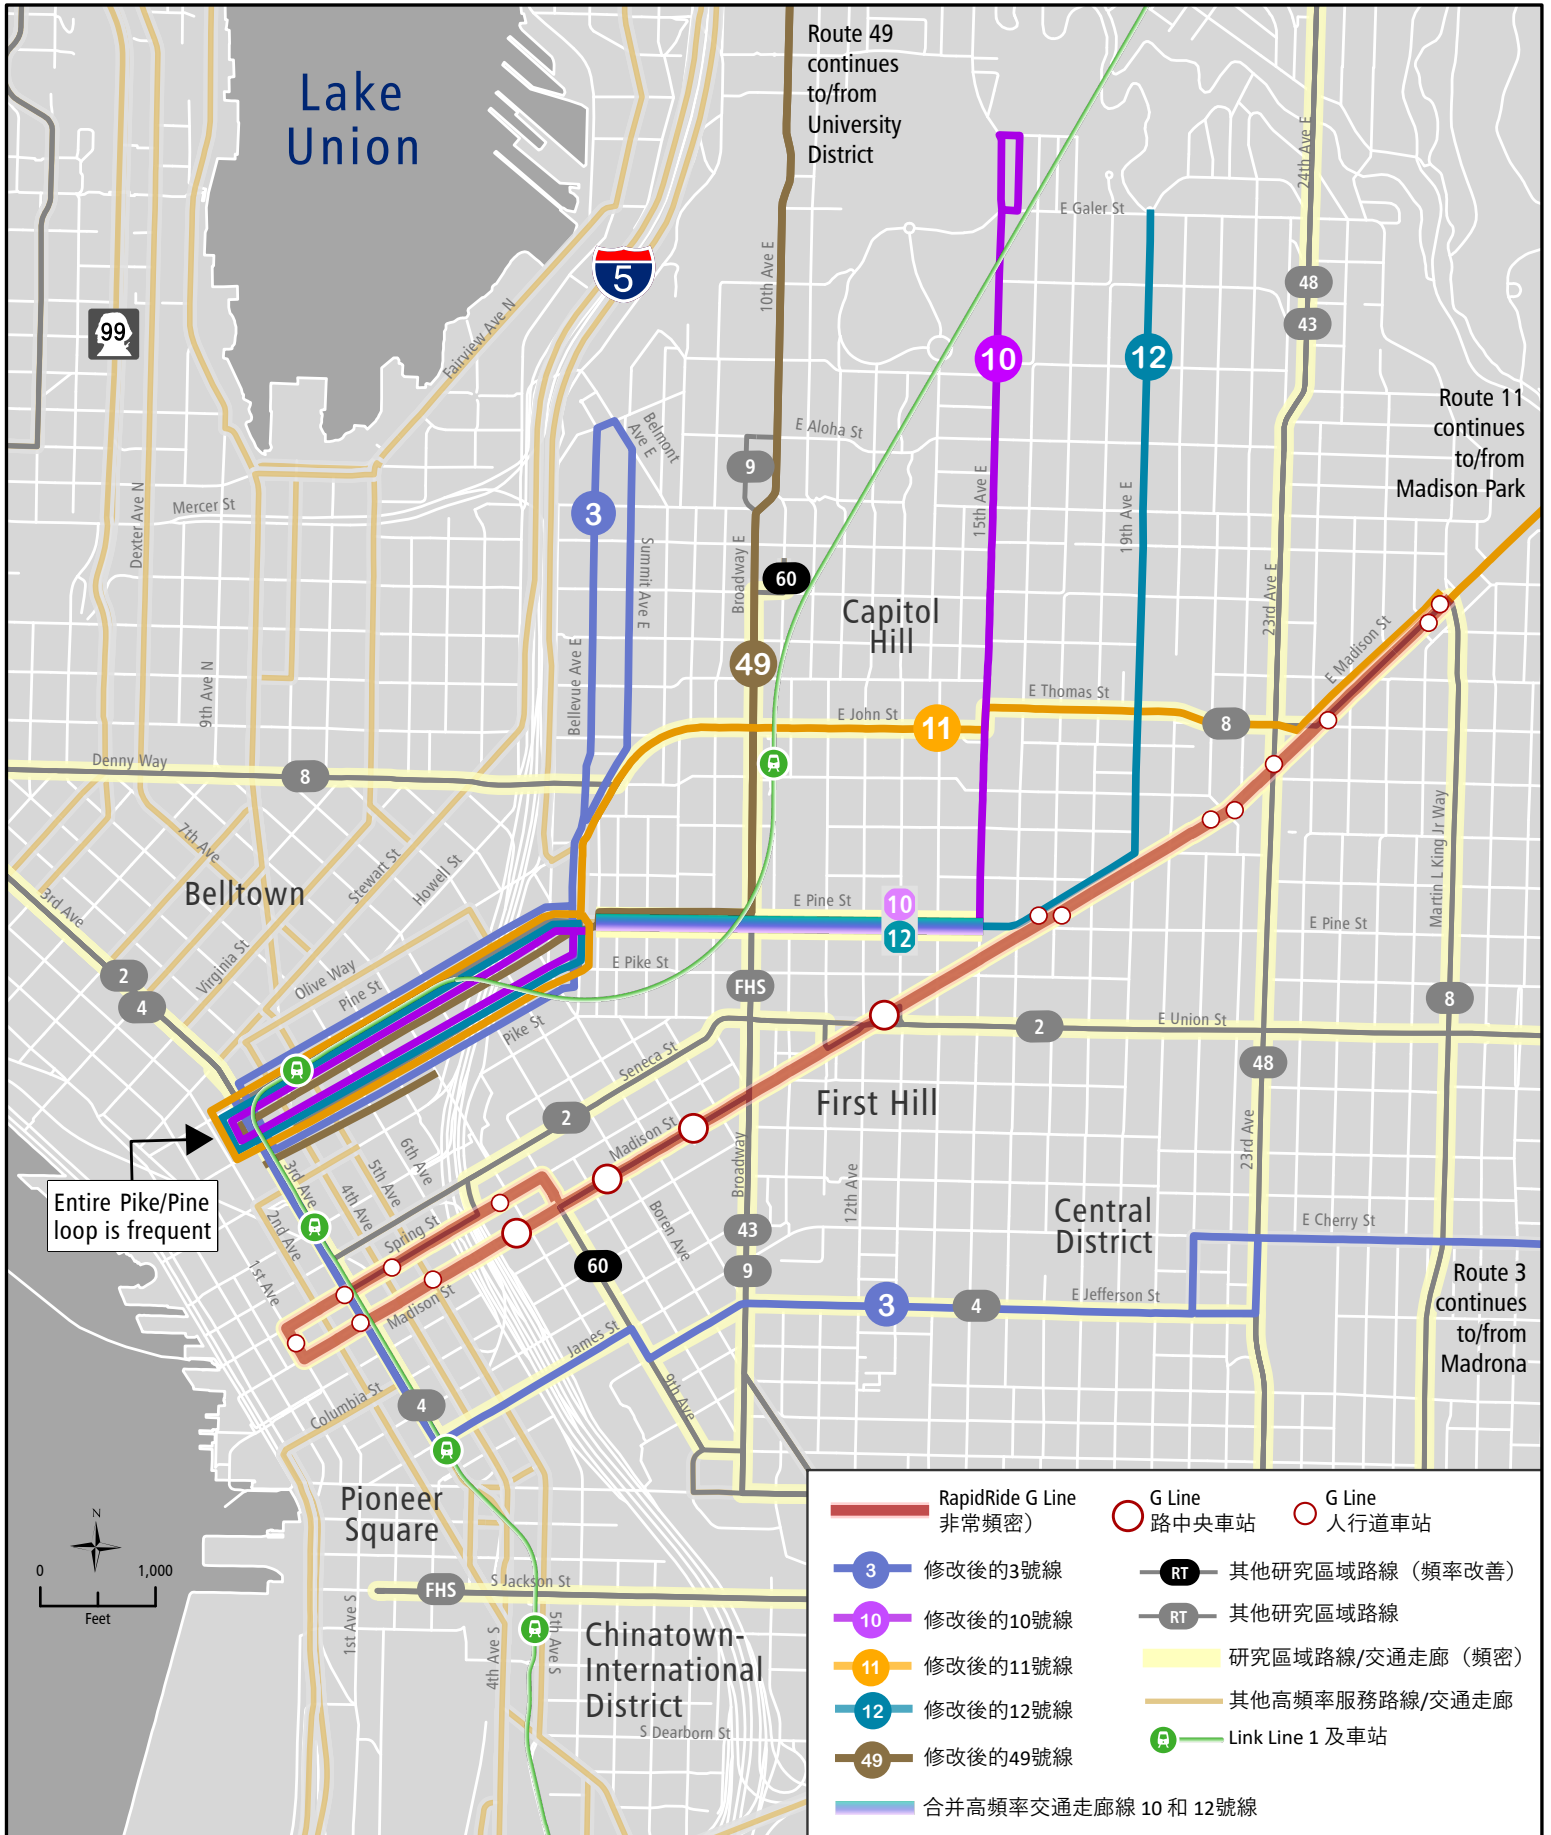 Route 49
continues
to/from
University
District
Lake
Union
24th Ave E
E Galer St
5
10th Ave E
48
43
99
Fairview Ave N
10
12
Route 11
continues
to/from
Madison Park
Belmont
Ave E
E Aloha St
9
Mercer St
Dexter Ave N
3
15th Ave E
19th Ave E
Summit Ave E
Broadway E
60
Capitol
Hill
23rd Ave E
E Madison St
9th Ave N
Bellevue Ave E
49
E Thomas St
E John St
11
8
Denny Way
8
7th Ave
Stewart St
Howell St
Belltown
3rd Ave
Martin L King Jr Way
E Pine St
10
12
E Pine St
Virginia St
Olive Way
Pine St
2
4
E Pike St
FHS
8
Pike St
E Union St
2
Seneca St
48
2
First Hill
Madison St
6th Ave
5th Ave
4th Ave
3rd Ave
2nd Ave
1st Ave
Entire Pike/Pine
loop is frequent
Spring St
Boren Ave
Broadway
12th Ave
23rd Ave
Central
District
E Cherry St
43
9
60
Madison St
3
4
E Jefferson St
Route 3
continues
to/from
Madrona
James St
Columbia St
4
9th Ave
Pioneer
Square
N
0
1,000
Feet
FHS
S Jackson St
1st Ave S
4th Ave S
5th Ave S
Chinatown-
International
District
S Dearborn St
RapidRide G Line
非常頻密）
G Line
路中央車站
G Line
人行道車站
3 修改後的3號線
RT 其他研究區域路線（頻率改善）
10 修改後的10號線
RT 其他研究區域路線
11 修改後的11號線
研究區域路線/交通走廊（頻密）
12 修改後的12號線
其他高頻率服務路線/交通走廊
49 修改後的49號線
Link Line 1 及車站
合并高頻率交通走廊線 10 和 12號線